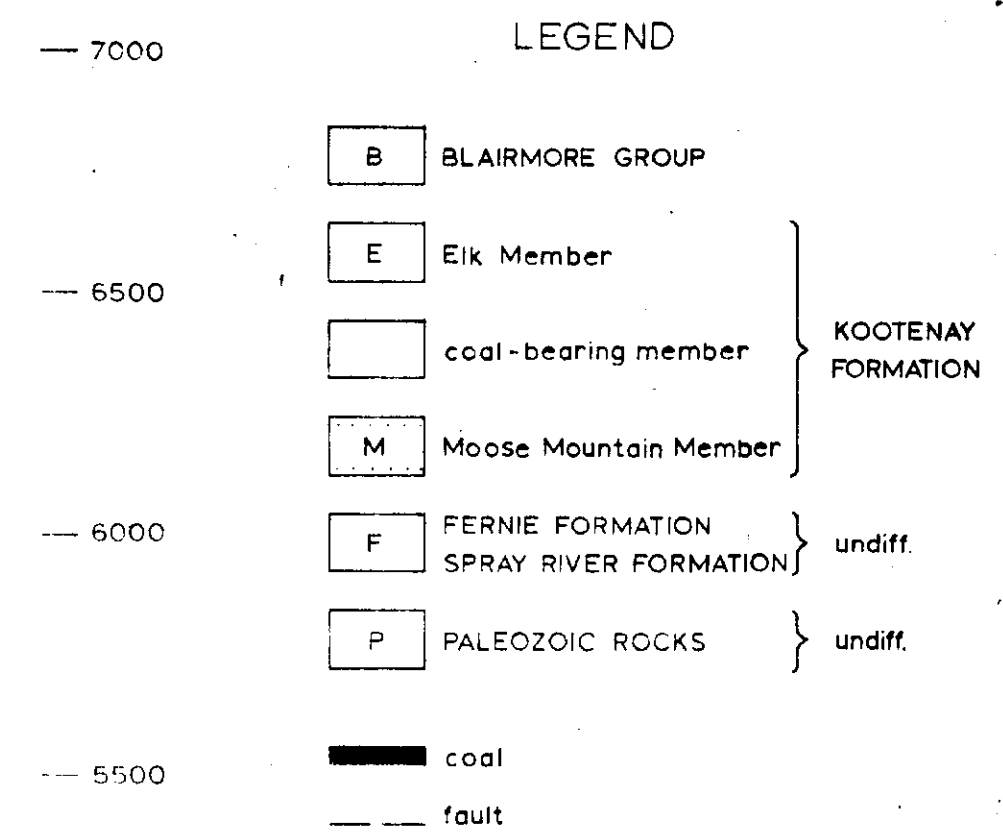 LEGEND
7000
B BLAIRMORE GROUP
E Elk Member
6500
coal-bearing member
KOOTENAY
FORMATION
M Moose Mountain Member
6000
F FERNIE FORMATION
SPRAY RIVER FORMATION
undiff.
P PALEOZOIC ROCKS undiff.
coal
5500
fault